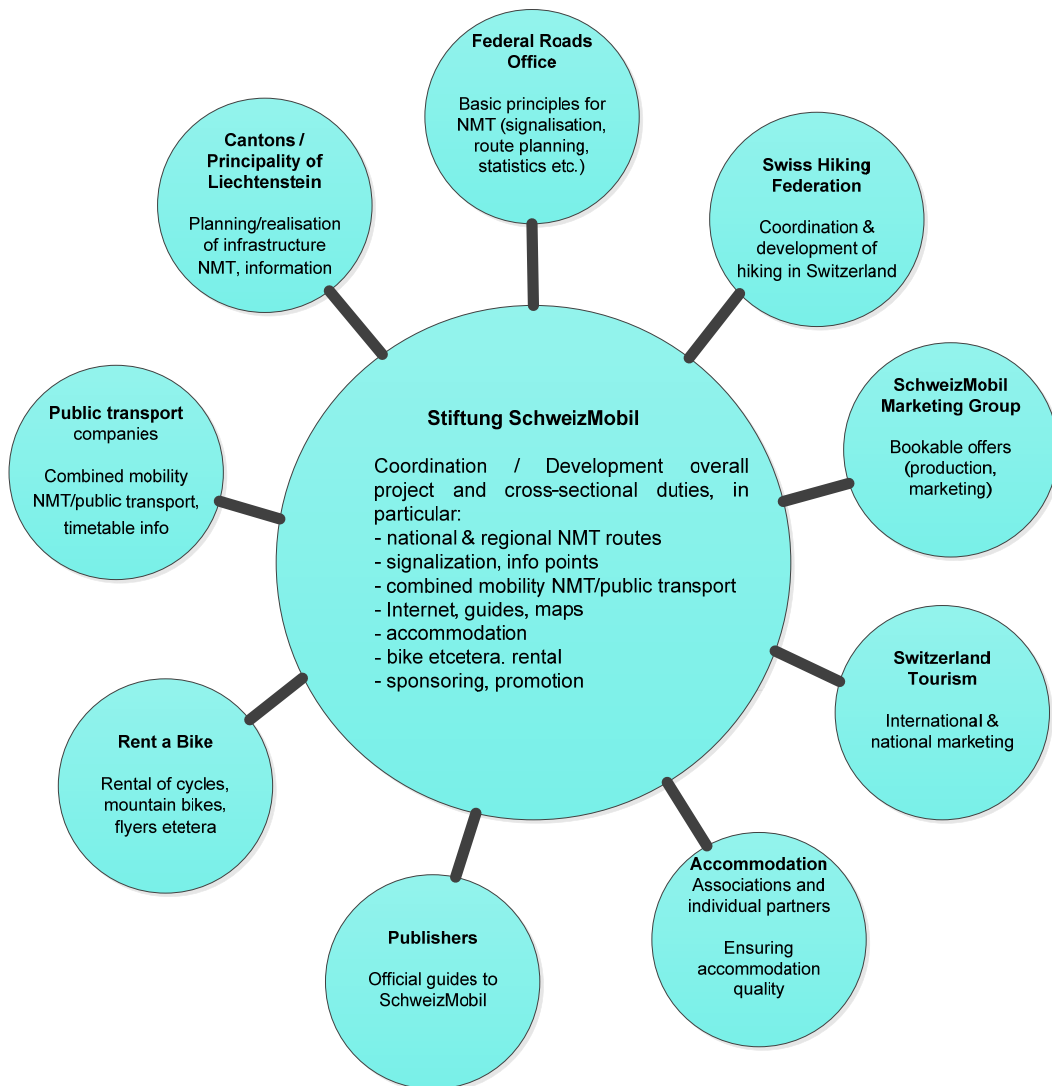 Federal Roads
Office
Basic principles for
NMT (signalisation,
route planning,
statistics etc.)
Cantons /
Principality of
Liechtenstein
Planning/realisation
of infrastructure
NMT, information
Swiss Hiking
Federation
Coordination &
development of
hiking in Switzerland
Public transport
companies
Combined mobility
NMT/public transport,
timetable info
Stiftung SchweizMobil
Coordination / Development overall
project and cross-sectional duties, in
particular:
- national & regional NMT routes
- signalization, info points
- combined mobility NMT/public transport
- Internet, guides, maps
- accommodation
- bike etcetera. rental
- sponsoring, promotion
SchweizMobil
Marketing Group
Bookable offers
(production,
marketing)
Switzerland
Tourism
International &
national marketing
Rent a Bike
Rental of cycles,
mountain bikes,
flyers etetera
Publishers
Official guides to
SchweizMobil
Accommodation
Associations and
individual partners
Ensuring
accommodation
quality